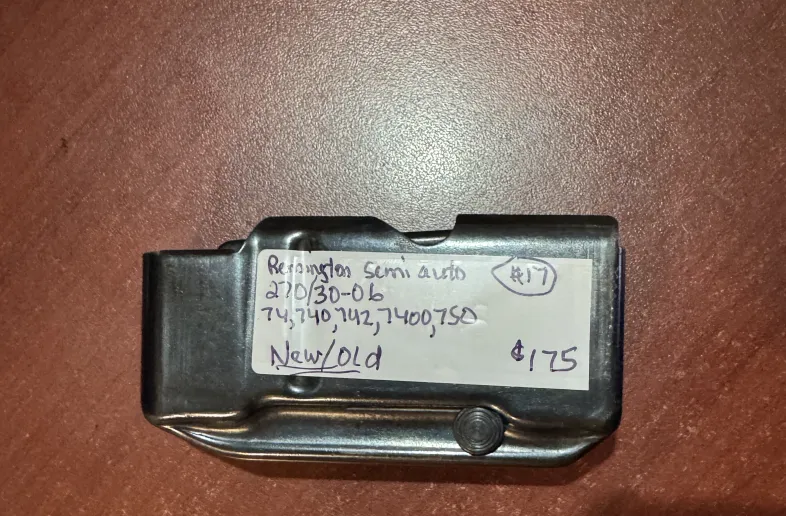 Remington semi auto #17
270/30-06
74,740,742,7400,750
New/Old $175